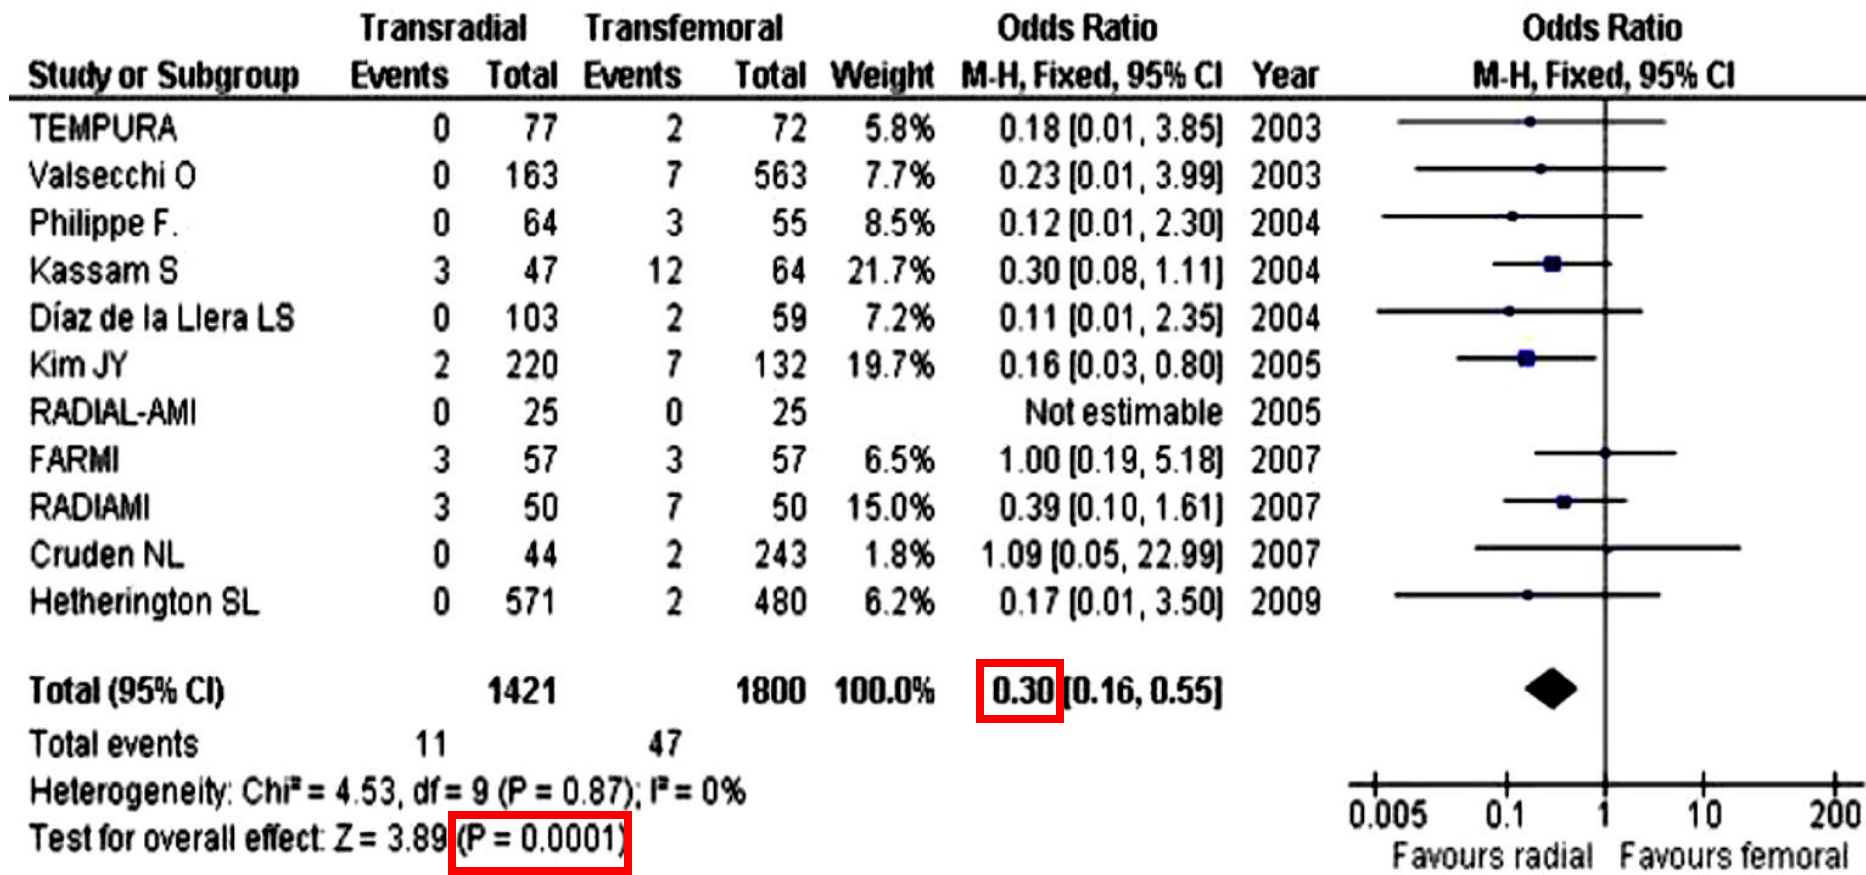 Transradial Transfemoral Odds Ratio Odds Ratio
Study or Subgroup Events Total Events Total Weight M-H, Fixed, 95% CI Year M-H, Fixed, 95% CI
TEMPURA 0 77 2 72 5.8% 0.18 [0.01, 3.85] 2003
Valsecchi O 0 163 7 563 7.7% 0.23 [0.01, 3.99] 2003
Philippe F. 0 64 3 55 8.5% 0.12 [0.01, 2.30] 2004
Kassam S 3 47 12 64 21.7% 0.30 [0.08, 1.11] 2004
Díaz de la Llera LS 0 103 2 59 7.2% 0.11 [0.01, 2.35] 2004
Kim JY 2 220 7 132 19.7% 0.16 [0.03, 0.80] 2005
RADIAL-AMI 0 25 0 25 Not estimable 2005
FARMI 3 57 3 57 6.5% 1.00 [0.19, 5.18] 2007
RADIAMI 3 50 7 50 15.0% 0.39 [0.10, 1.61] 2007
Cruden NL 0 44 2 243 1.8% 1.09 [0.05, 22.99] 2007
Hetherington SL 0 571 2 480 6.2% 0.17 [0.01, 3.50] 2009
Total (95% CI) 1421 1800 100.0% 0.30 [0.16, 0.55]
Total events 11 47
Heterogeneity: Chi² = 4.53, df = 9 (P = 0.87); I² = 0%
Test for overall effect: Z = 3.89 (P = 0.0001)
0.005 0.1 1 10 200
Favours radial Favours femoral